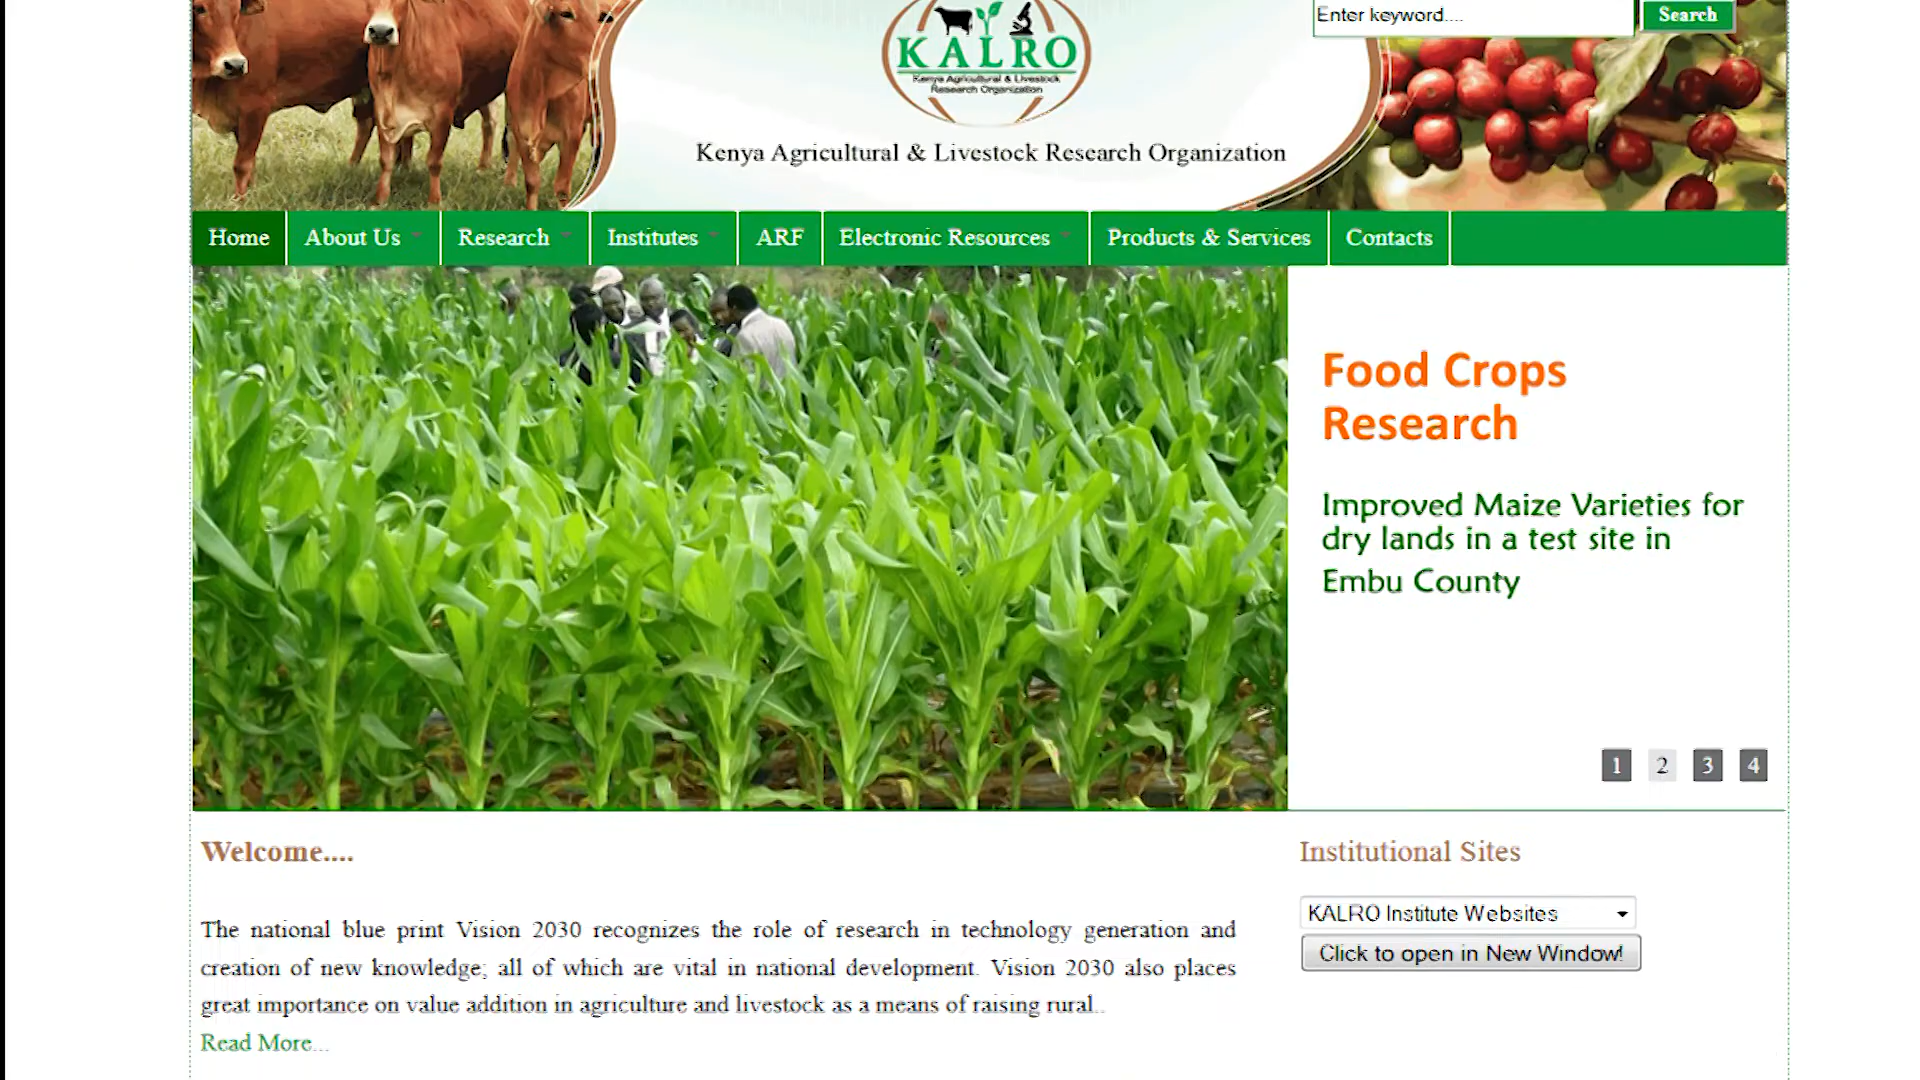 Enter keyword....
Search
KALRO
Kenya Agricultural & Livestock
Research Organization
Kenya Agricultural & Livestock Research Organization
Home
About Us
Research
Institutes
ARF
Electronic Resources
Products & Services
Contacts
Food Crops
Research
Improved Maize Varieties for
dry lands in a test site in
Embu County
1 2 3 4
Welcome....
The national blue print Vision 2030 recognizes the role of research in technology generation and
creation of new knowledge; all of which are vital in national development. Vision 2030 also places
great importance on value addition in agriculture and livestock as a means of raising rural..
Read More...
Institutional Sites
KALRO Institute Websites
Click to open in New Window!